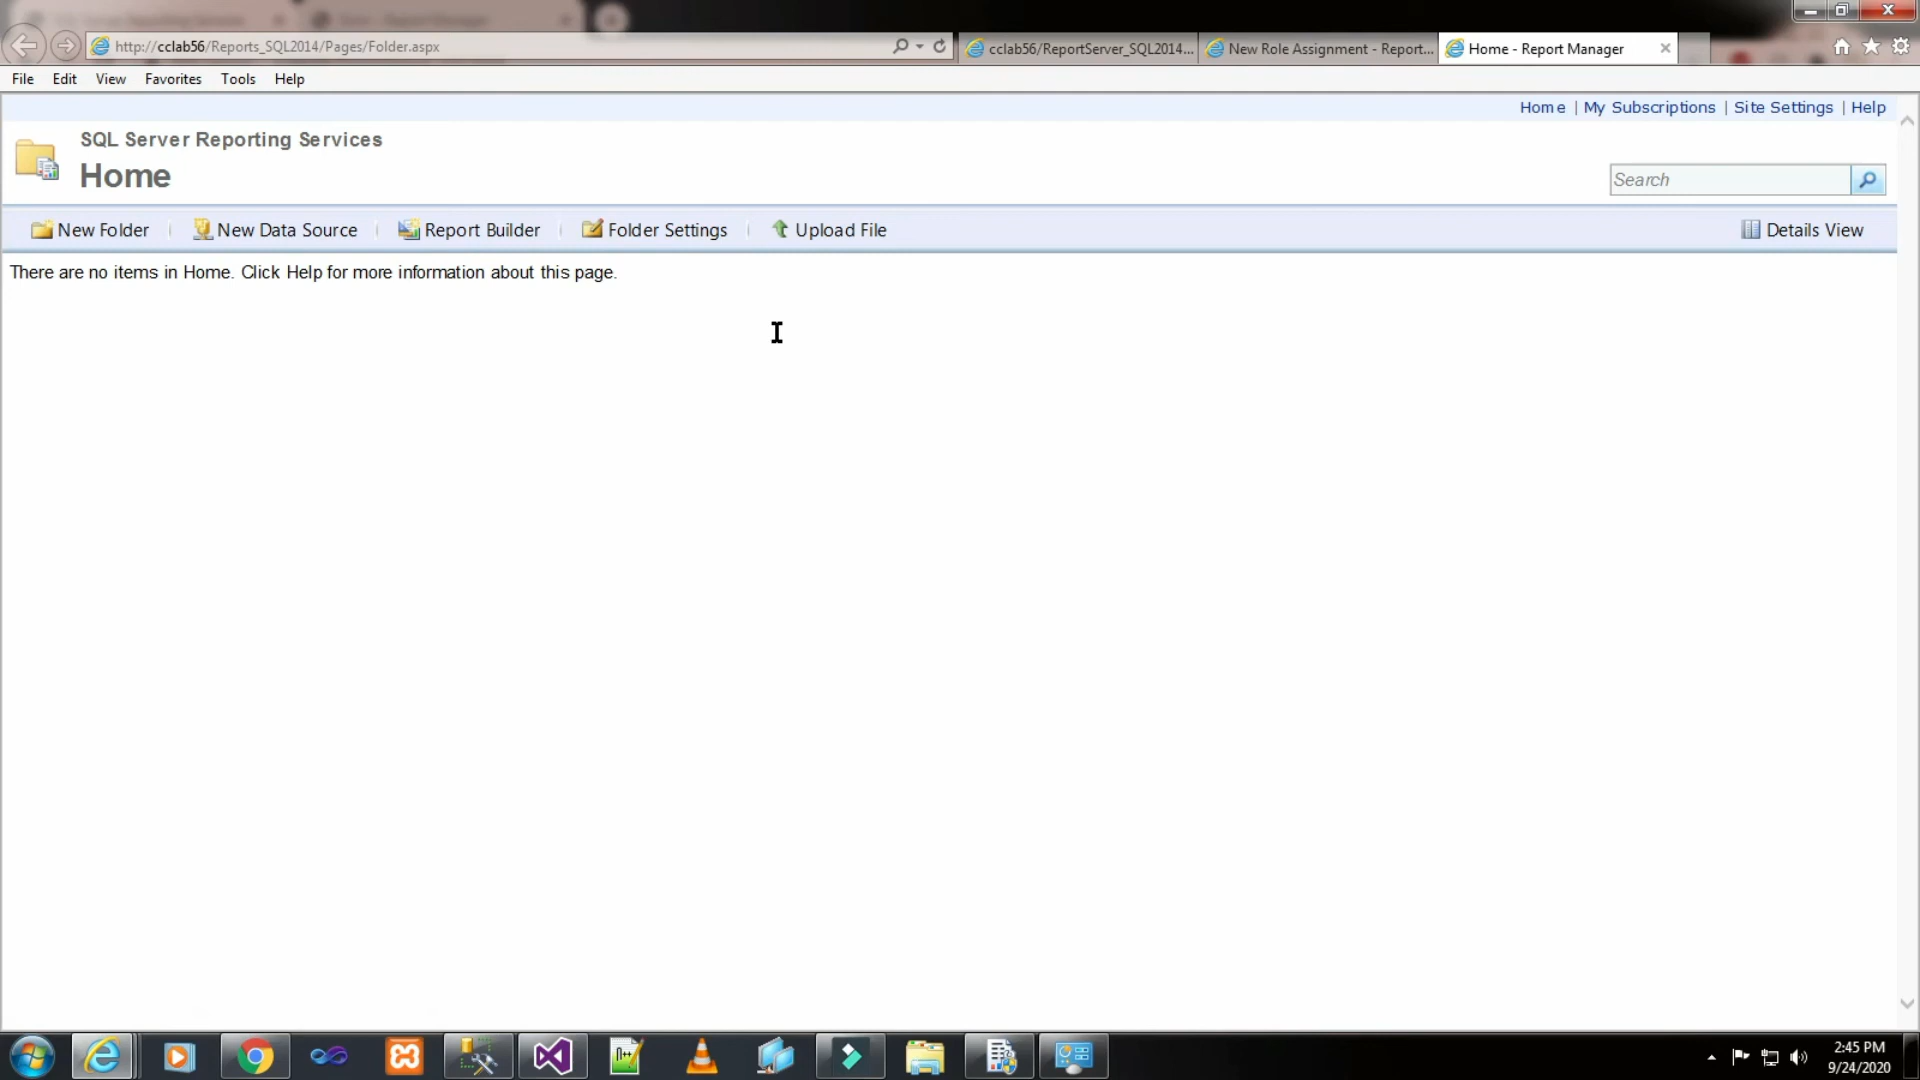 http://cclab56/Reports_SQL2014/Pages/Folder.aspx
cclab56/ReportServer_SQL2014...
New Role Assignment - Report...
Home - Report Manager
File Edit View Favorites Tools Help
Home | My Subscriptions | Site Settings | Help
SQL Server Reporting Services
Home
Search
New Folder | New Data Source | Report Builder | Folder Settings | Upload File
Details View
There are no items in Home. Click Help for more information about this page.
2:45 PM
9/24/2020